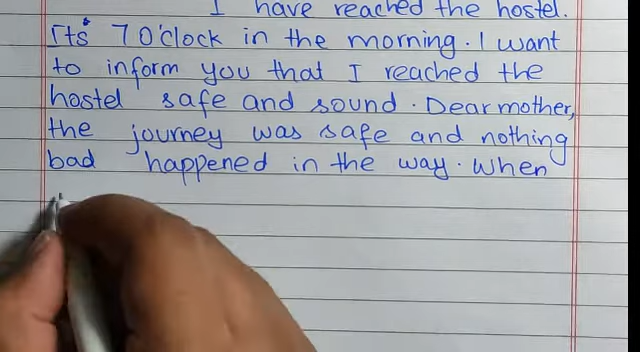 I have reached the hostel.
Its 7 O'clock in the morning. I want
to inform you that I reached the
hostel safe and sound. Dear mother,
the journey was safe and nothing
bad happened in the way. When